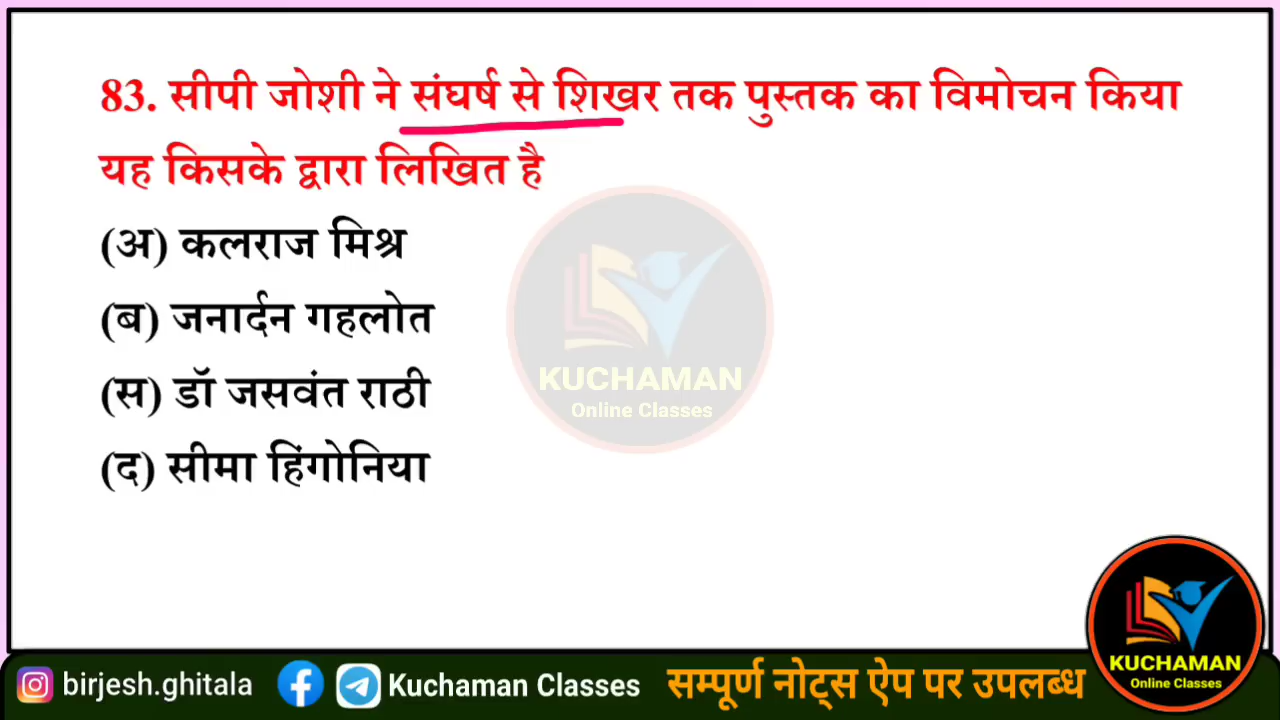 83. सीपी जोशी ने संघर्ष से शिखर तक पुस्तक का विमोचन किया
यह किसके द्वारा लिखित है
(अ) कलराज मिश्र
(ब) जनार्दन गहलोत
(स) डॉ जसवंत राठी
(द) सीमा हिंगोनिया
KUCHAMAN
Online Classes
KUCHAMAN
Online Classes
birjesh.ghitala
Kuchaman Classes
सम्पूर्ण नोट्स ऐप पर उपलब्ध